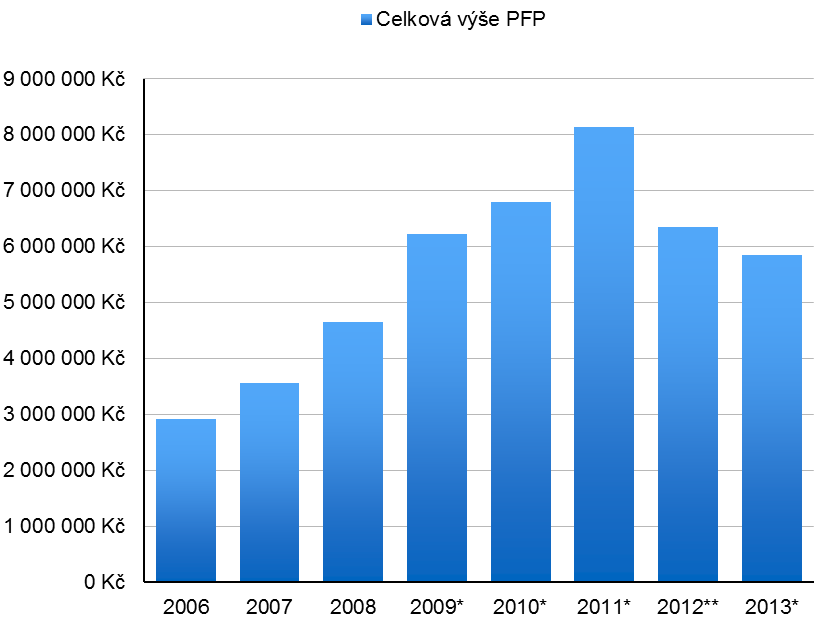 Celková výše PFP
9 000 000 Kč
8 000 000 Kč
7 000 000 Kč
6 000 000 Kč
5 000 000 Kč
4 000 000 Kč
3 000 000 Kč
2 000 000 Kč
1 000 000 Kč
0 Kč
2006 2007 2008 2009* 2010* 2011* 2012** 2013*